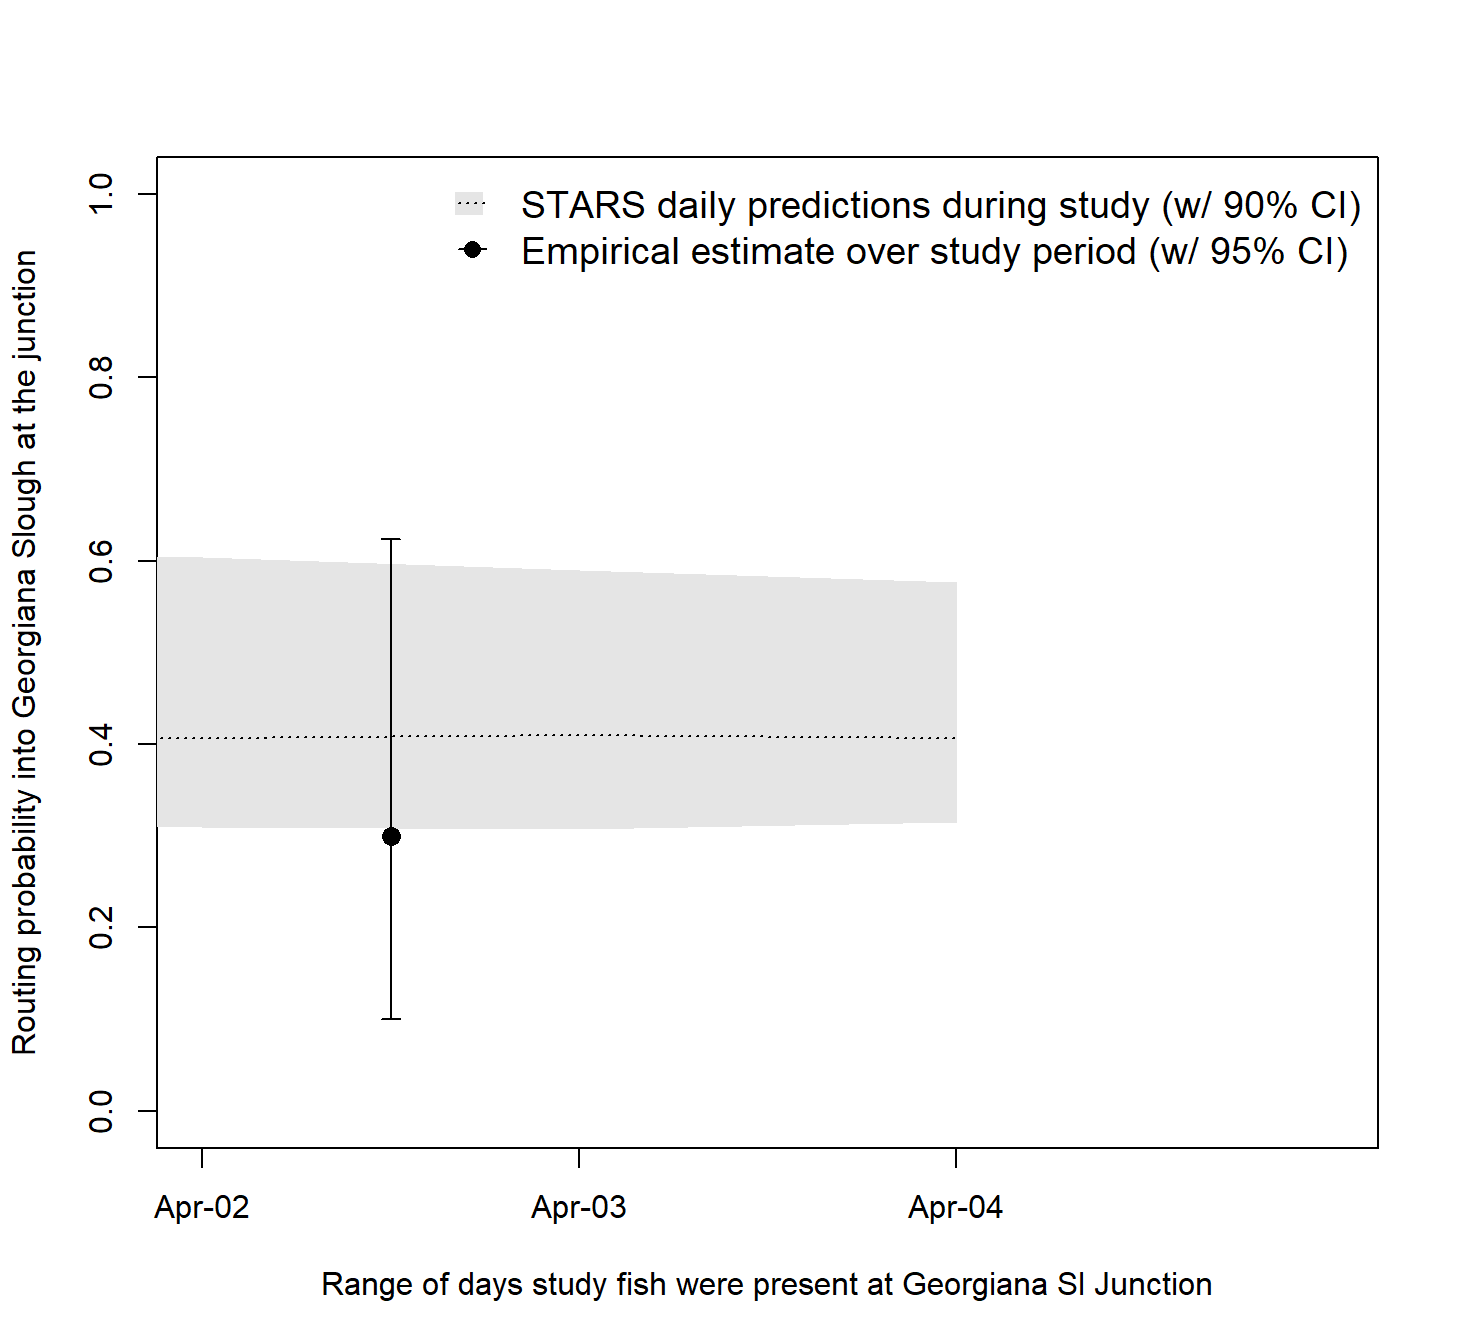 STARS daily predictions during study (w/ 90% CI)
Empirical estimate over study period (w/ 95% CI)
Routing probability into Georgiana Slough at the junction
1.0
0.8
0.6
0.4
0.2
0.0
Apr-02
Apr-03
Apr-04
Range of days study fish were present at Georgiana Sl Junction